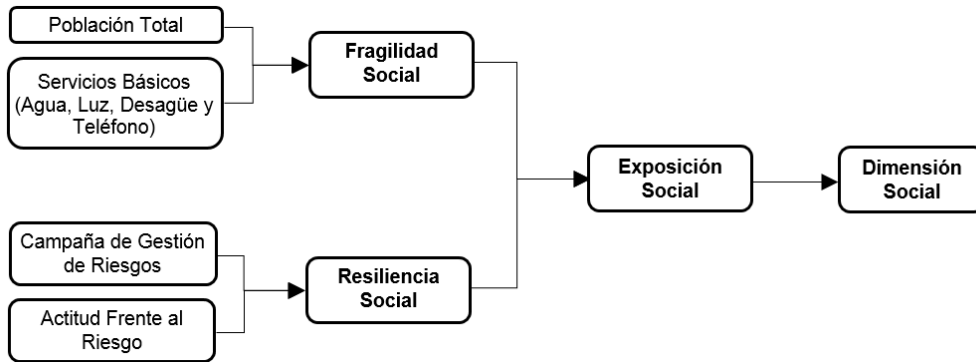 Población Total
Servicios Básicos
(Agua, Luz, Desagüe y
Teléfono)
Fragilidad
Social
Campaña de Gestión
de Riesgos
Actitud Frente al
Riesgo
Resiliencia
Social
Exposición
Social
Dimensión
Social